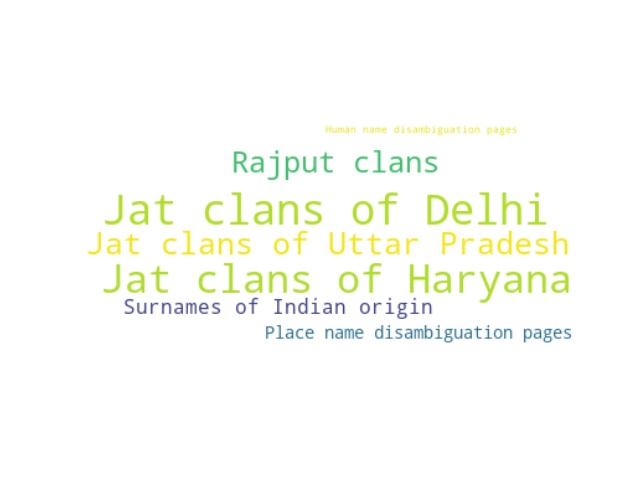 Human name disambiguation pages
Rajput clans
Jat clans of Delhi
Jat clans of Uttar Pradesh
Jat clans of Haryana
Surnames of Indian origin
Place name disambiguation pages